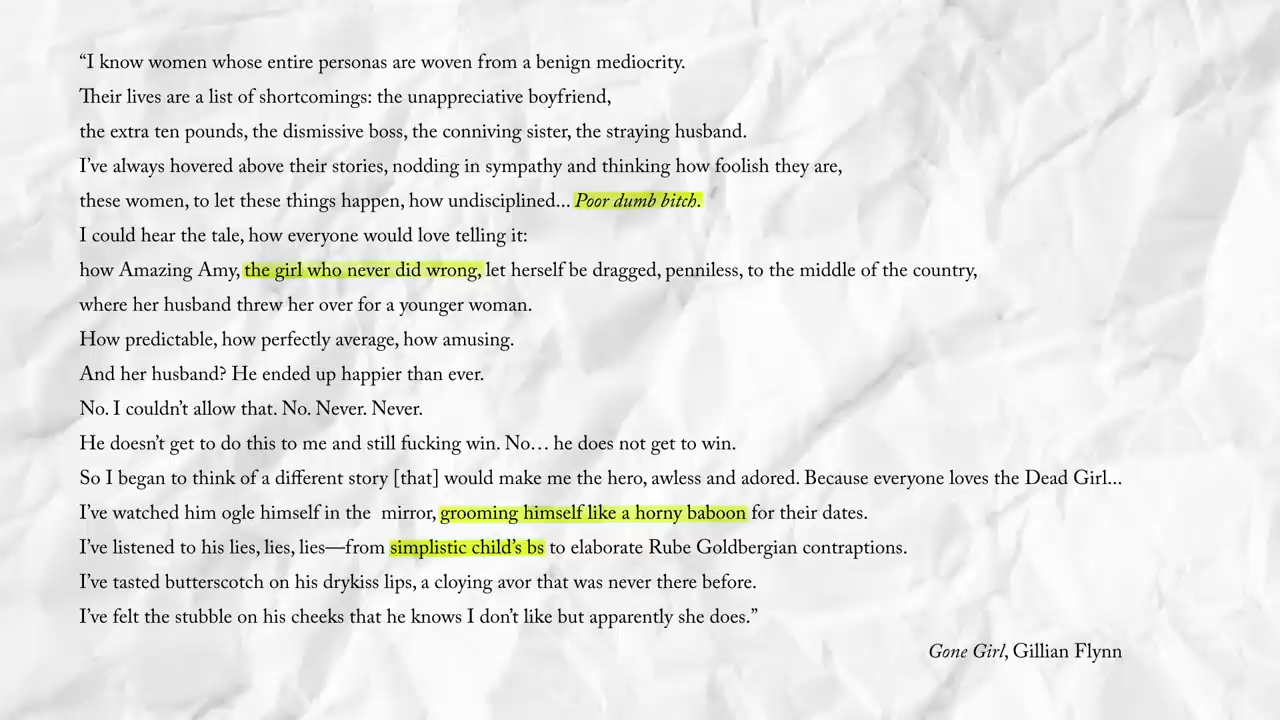 “I know women whose entire personas are woven from a benign mediocrity.
Their lives are a list of shortcomings: the unappreciative boyfriend,
the extra ten pounds, the dismissive boss, the conniving sister, the straying husband.
I’ve always hovered above their stories, nodding in sympathy and thinking how foolish they are,
these women, to let these things happen, how undisciplined... Poor dumb bitch.
I could hear the tale, how everyone would love telling it:
how Amazing Amy, the girl who never did wrong, let herself be dragged, penniless, to the middle of the country,
where her husband threw her over for a younger woman.
How predictable, how perfectly average, how amusing.
And her husband? He ended up happier than ever.
No. I couldn’t allow that. No. Never. Never.
He doesn’t get to do this to me and still fucking win. No… he does not get to win.
So I began to think of a different story [that] would make me the hero, awless and adored. Because everyone loves the Dead Girl...
I’ve watched him ogle himself in the mirror, grooming himself like a horny baboon for their dates.
I’ve listened to his lies, lies, lies—from simplistic child’s bs to elaborate Rube Goldbergian contraptions.
I’ve tasted butterscotch on his drykiss lips, a cloying avor that was never there before.
I’ve felt the stubble on his cheeks that he knows I don’t like but apparently she does.”
Gone Girl, Gillian Flynn